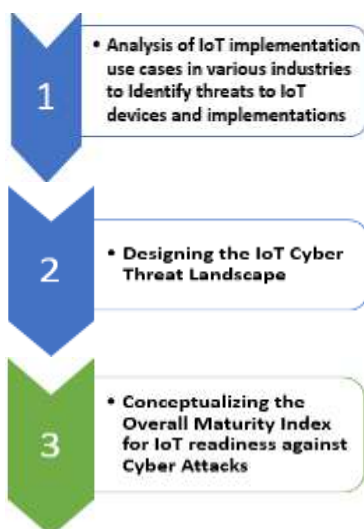 1
• Analysis of IoT implementation
use cases in various industries
to Identify threats to IoT
devices and implementations
2
• Designing the IoT Cyber
Threat Landscape
3
• Conceptualizing the
Overall Maturity Index
for IoT readiness against
Cyber Attacks